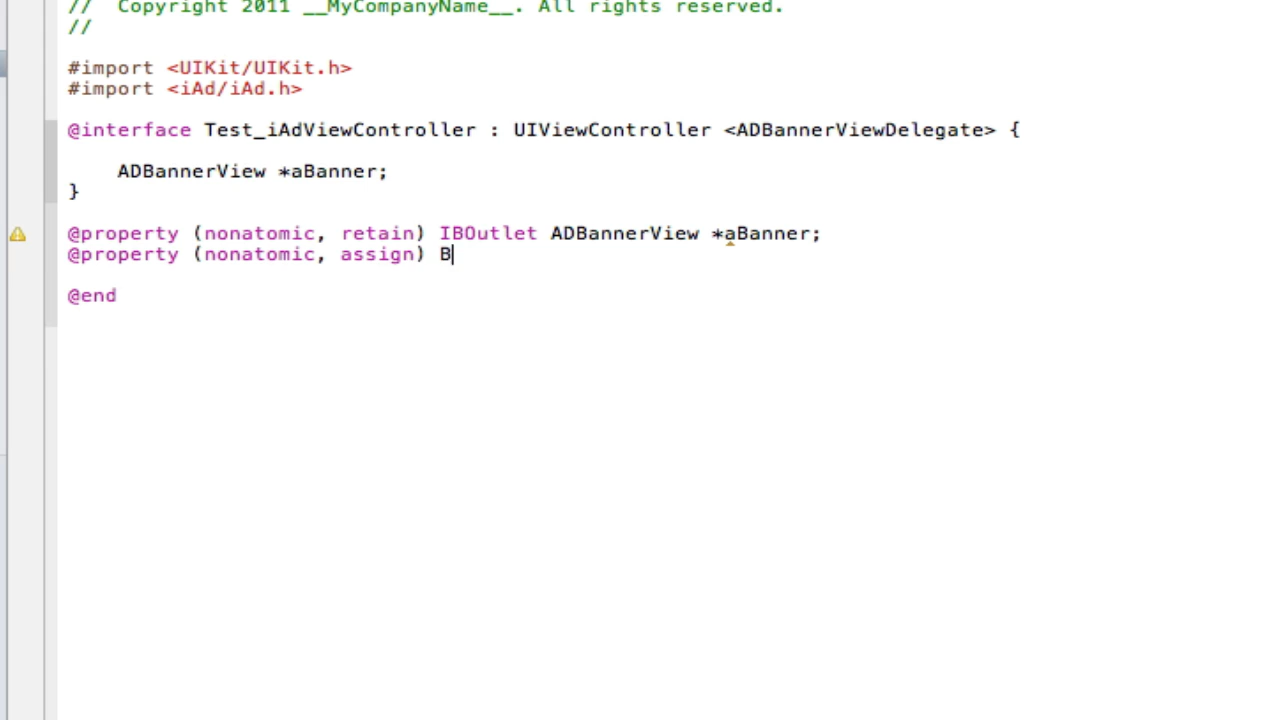 //  Copyright 2011 __MyCompanyName__. All rights reserved.
//
#import <UIKit/UIKit.h>
#import <iAd/iAd.h>
@interface Test_iAdViewController : UIViewController <ADBannerViewDelegate> {
ADBannerView *aBanner;
}
@property (nonatomic, retain) IBOutlet ADBannerView *aBanner;
@property (nonatomic, assign) B
@end